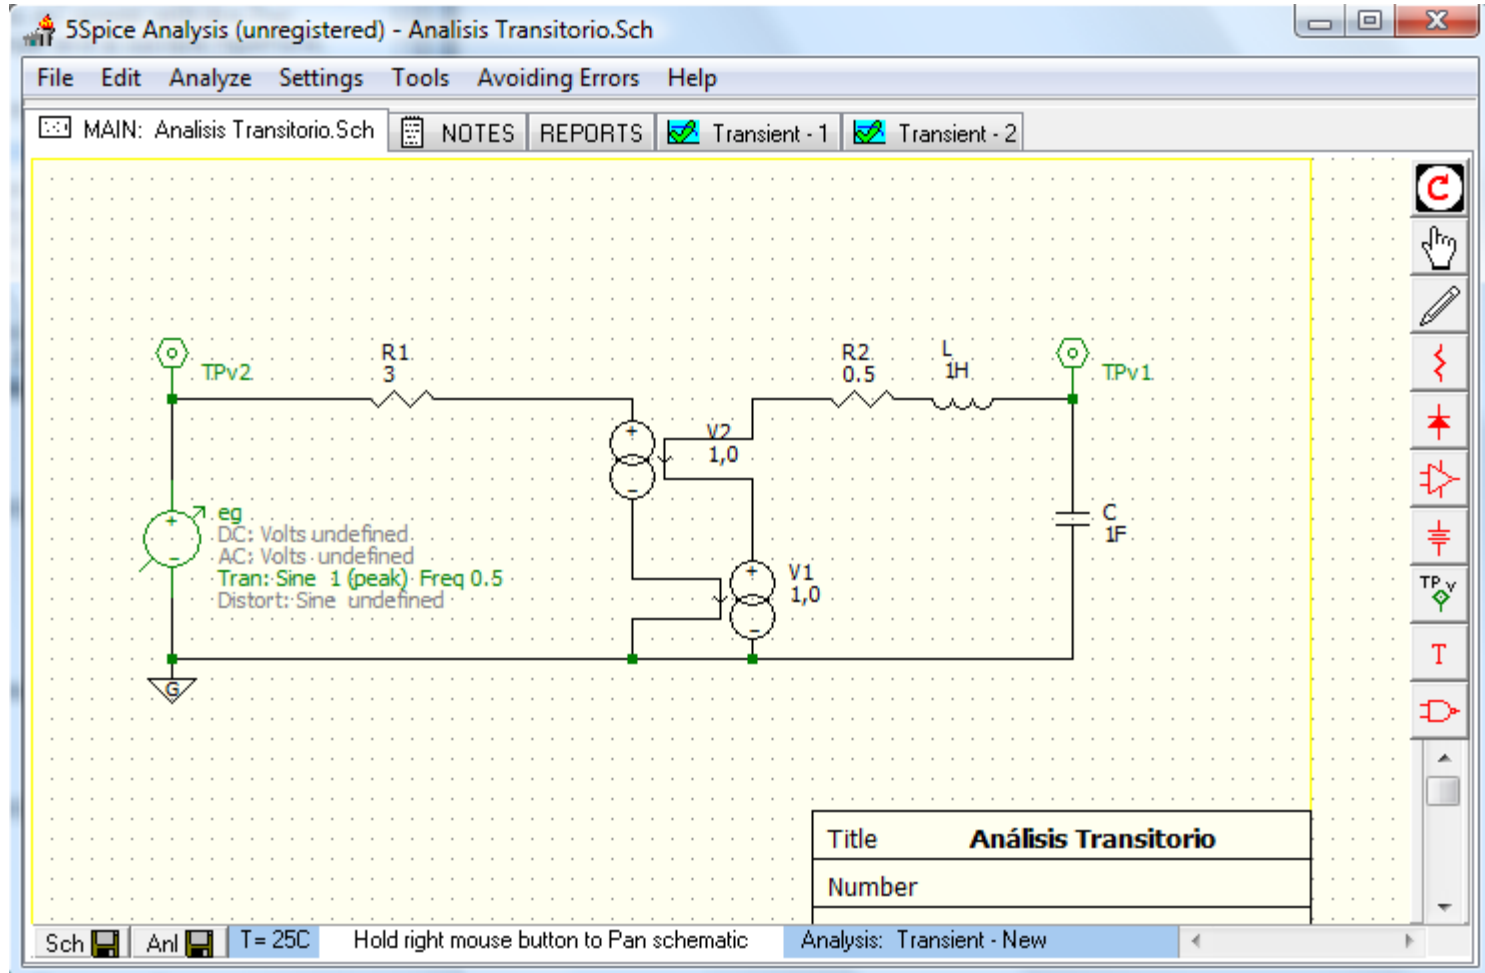 5Spice Analysis (unregistered) - Analisis Transitorio.Sch
File Edit Analyze Settings Tools Avoiding Errors Help
MAIN: Analisis Transitorio.Sch NOTES REPORTS Transient - 1 Transient - 2
R1
3
TPv2
R2
0.5
L
1H
TPv1
V2
1,0
eg
DC: Volts undefined
AC: Volts undefined
Tran: Sine 1 (peak) Freq 0.5
Distort: Sine undefined
C
1F
V1
1,0
G
TP v
T
Title Análisis Transitorio
Number
Sch Anl T= 25C Hold right mouse button to Pan schematic Analysis: Transient - New